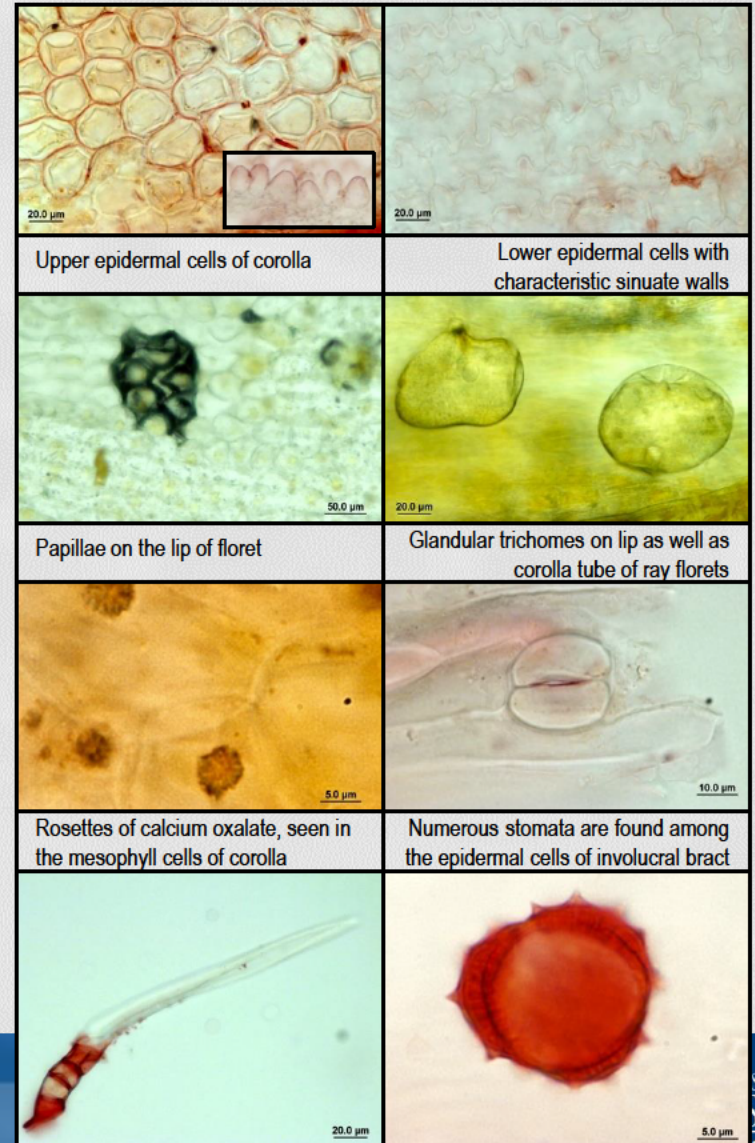 20.0 µm
20.0 µm
Upper epidermal cells of corolla
Lower epidermal cells with
characteristic sinuate walls
50.0 µm
20.0 µm
Papillae on the lip of floret
Glandular trichomes on lip as well as
corolla tube of ray florets
5.0 µm
10.0 µm
Rosettes of calcium oxalate, seen in
the mesophyll cells of corolla
Numerous stomata are found among
the epidermal cells of involucral bract
20.0 µm
5.0 µm